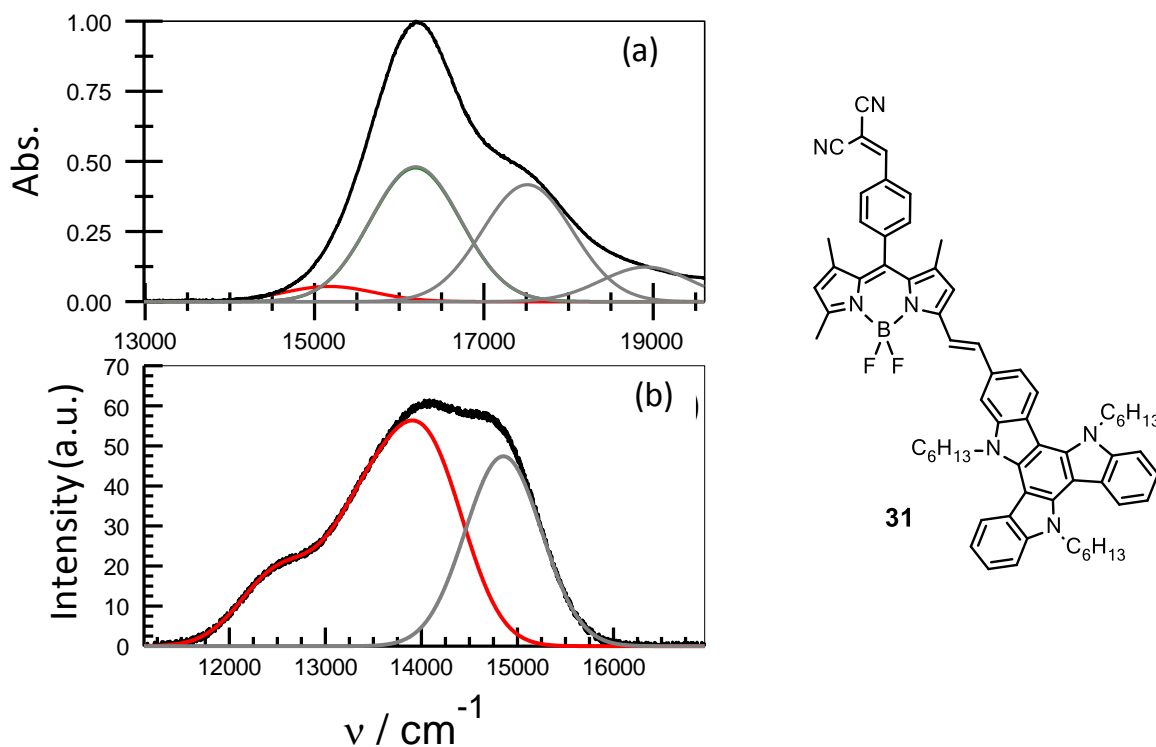 (a)
1.00
0.75
0.50
0.25
0.00
Abs.
13000 15000 17000 19000
(b)
70
60
50
40
30
20
10
0
Intensity (a.u.)
12000 13000 14000 15000 16000
ν / cm-1
CN
CN
N N
B
F F
C6H13
N
C6H13
N
N
C6H13
31